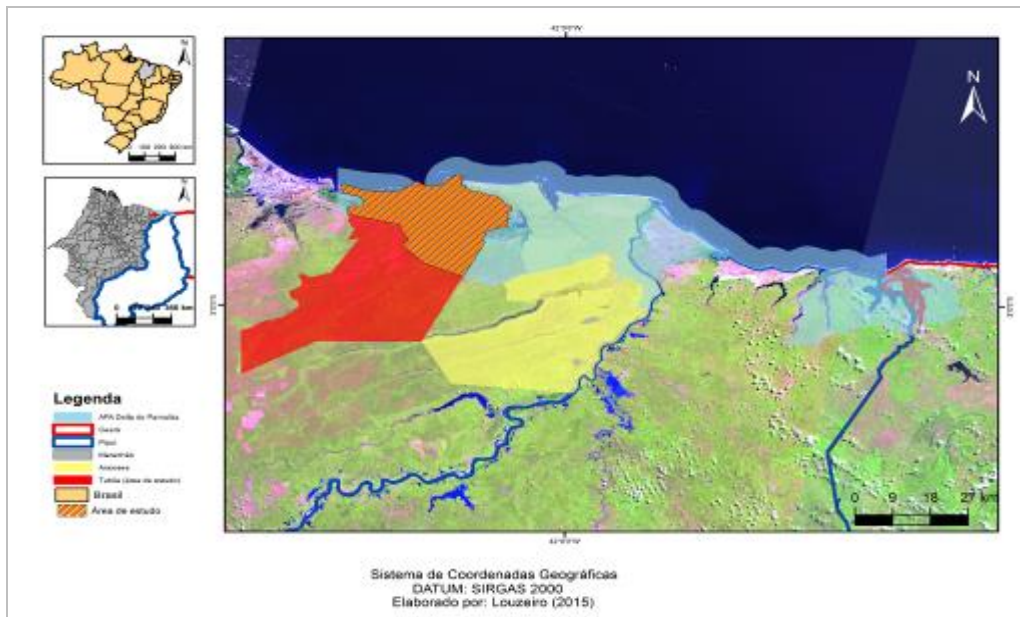 N
N
N
Legenda
APA Delta do Parnaíba
Ceará
Piauí
Maranhão
Araioses
Tutóia (área de estudo)
Brasil
Área de estudo
0 9 18 27 km
Sistema de Coordenadas Geográficas
DATUM: SIRGAS 2000
Elaborado por: Louzeiro (2015)